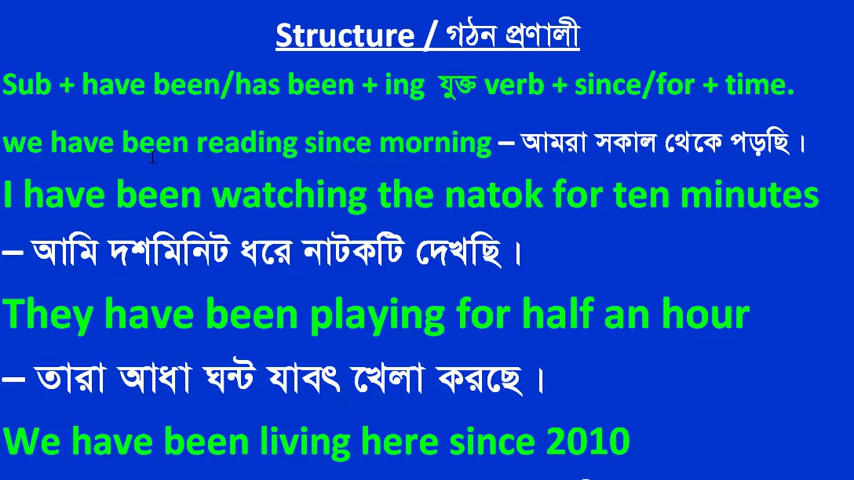 Structure / গঠন প্রণালী
Sub + have been/has been + ing যুক্ত verb + since/for + time.
we have been reading since morning – আমরা সকাল থেকে পড়ছি।
I have been watching the natok for ten minutes
– আমি দশমিনিট ধরে নাটকটি দেখছি।
They have been playing for half an hour
– তারা আধা ঘন্ট যাবৎ খেলা করছে।
We have been living here since 2010